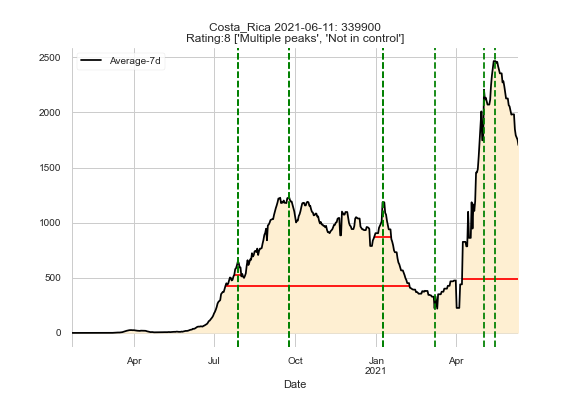 Costa_Rica 2021-06-11: 339900
Rating:8 ['Multiple peaks', 'Not in control']
Average-7d
2500
2000
1500
1000
500
0
Apr
Jul
Oct
Jan
2021
Apr
Date